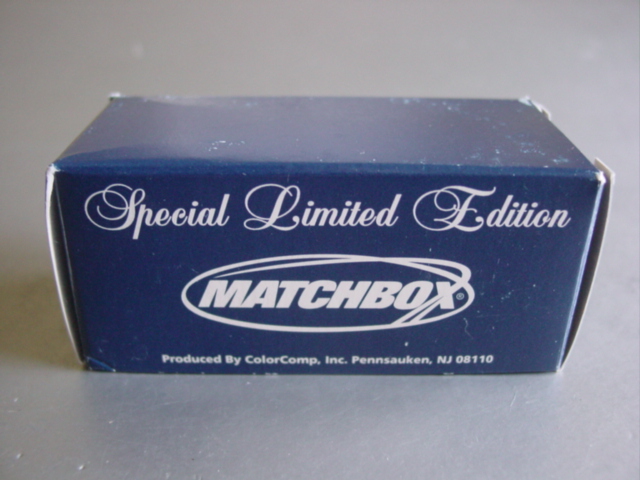 Special Limited Edition
MATCHBOX®
Produced By ColorComp, Inc. Pennsauken, NJ 08110